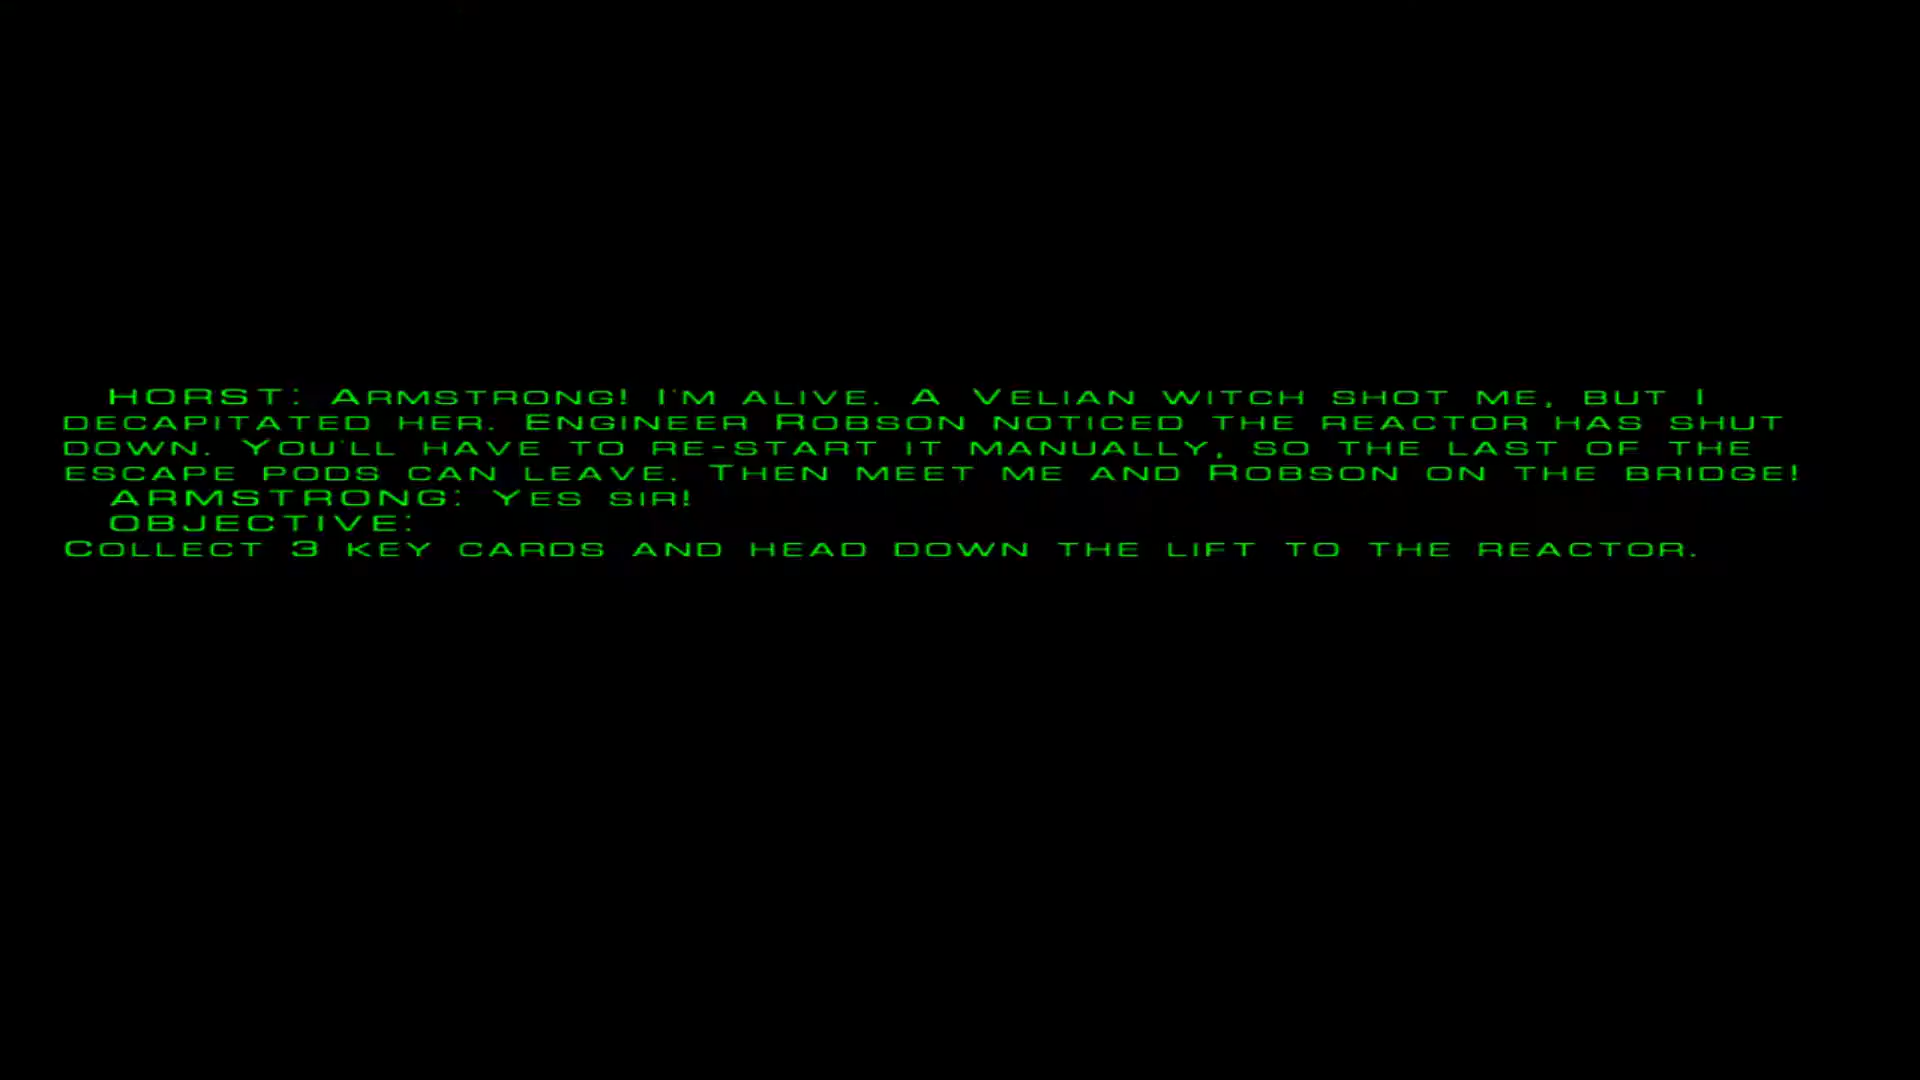 HORST: Armstrong! I'm alive. A Velian witch shot me, but I
decapitated her. Engineer Robson noticed the reactor has shut
down. You'll have to re-start it manually, so the last of the
escape pods can leave. Then meet me and Robson on the bridge!
ARMSTRONG: Yes sir!
OBJECTIVE:
Collect 3 key cards and head down the lift to the reactor.